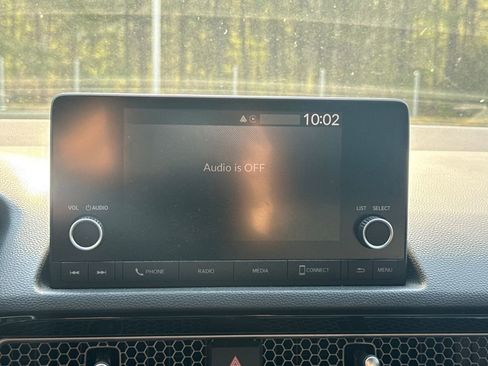 10:02
Audio is OFF
VOL AUDIO
LIST SELECT
PHONE RADIO MEDIA CONNECT MENU